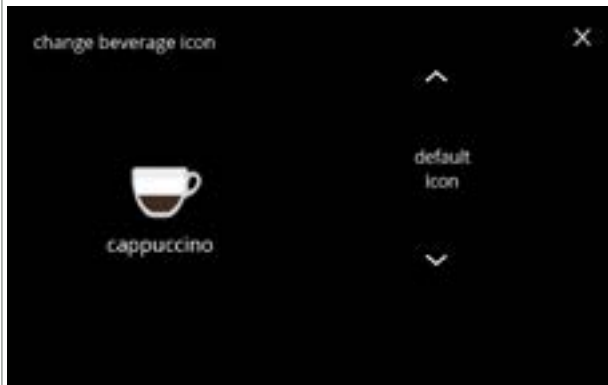 change beverage icon
default
icon
cappuccino